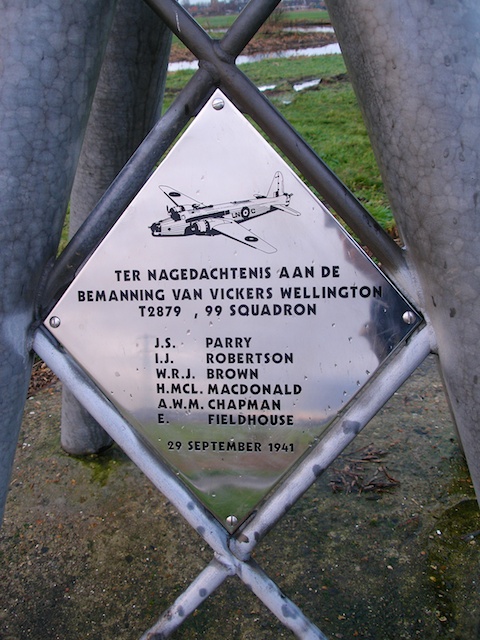 TER NAGEDACHTENIS AAN DE
BEMANNING VAN VICKERS WELLINGTON
T2879 , 99 SQUADRON
J.S. PARRY
I.J. ROBERTSON
W.R.J. BROWN
H.MCL. MACDONALD
A.W.M. CHAPMAN
E. FIELDHOUSE
29 SEPTEMBER 1941